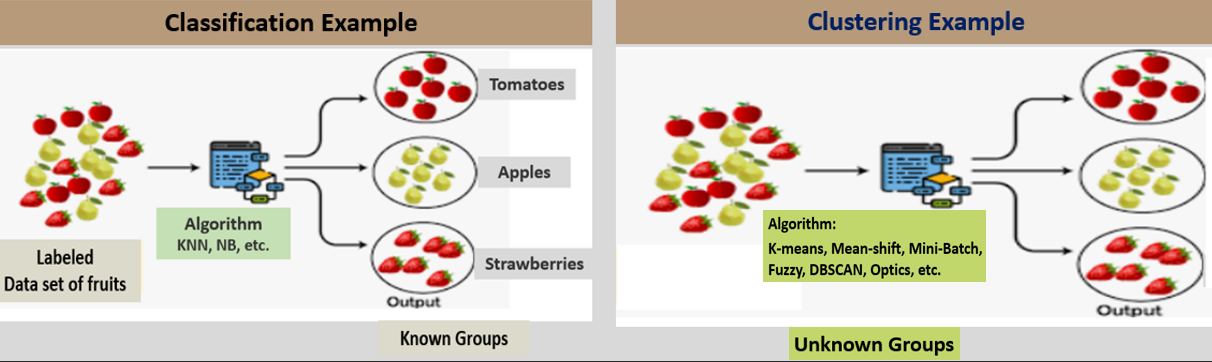 Classification Example
Tomatoes
Apples
Algorithm
KNN, NB, etc.
Labeled
Data set of fruits
Strawberries
Output
Known Groups
Clustering Example
Algorithm:
K-means, Mean-shift, Mini-Batch,
Fuzzy, DBSCAN, Optics, etc.
Output
Unknown Groups